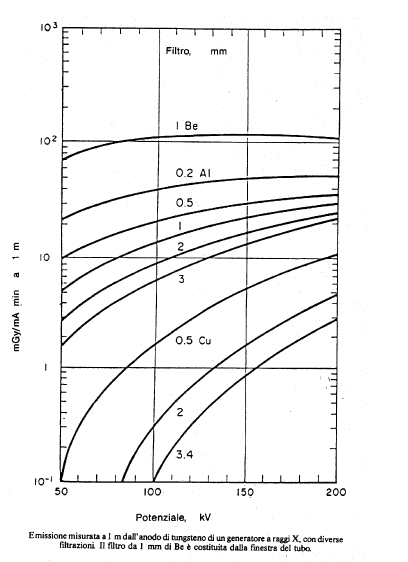 10³
Filtro, mm
1 Be
10²
0.2 Al
0.5
1
2
10
3
0.5 Cu
1
2
3.4
10⁻¹
50 100 150 200
mGy/mA min a 1 m
Potenziale, kV
Emissione misurata a 1 m dall'anodo di tungsteno di un generatore a raggi X, con diverse
filtrazioni. Il filtro da 1 mm di Be è costituita dalla finestra del tubo.